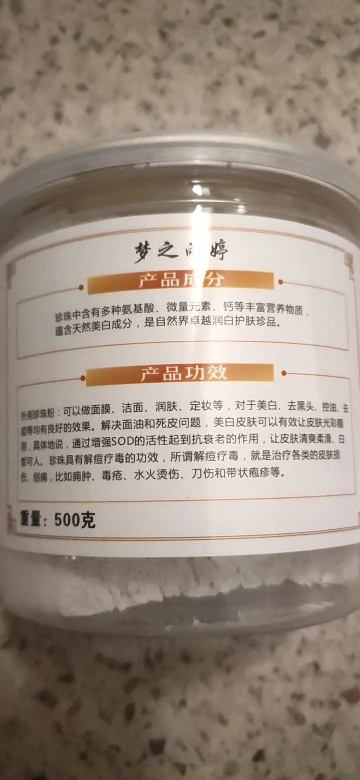 梦之 婷
产品成分
珍珠中含有多种氨基酸、微量元素、钙等丰富营养物质，
蕴含天然美白成分，是自然界卓越润白护肤珍品。
产品功效
外用珍珠粉：可以做面膜、洁面、润肤、定妆等，对于美白、去黑头、控油、去
等均有良好的效果。解决面油和死皮问题，美白皮肤可以有效让皮肤光彩
，具体地说，通过增强SOD的活性起到抗衰老的作用，让皮肤清爽柔滑、白
皙可人。珍珠具有解痘疗毒的功效，所谓解痘疗毒，就是治疗各类的皮肤损
伤、创痛，比如痈肿、毒疮、水火烫伤、刀伤和带状疱疹等。
重量：500克